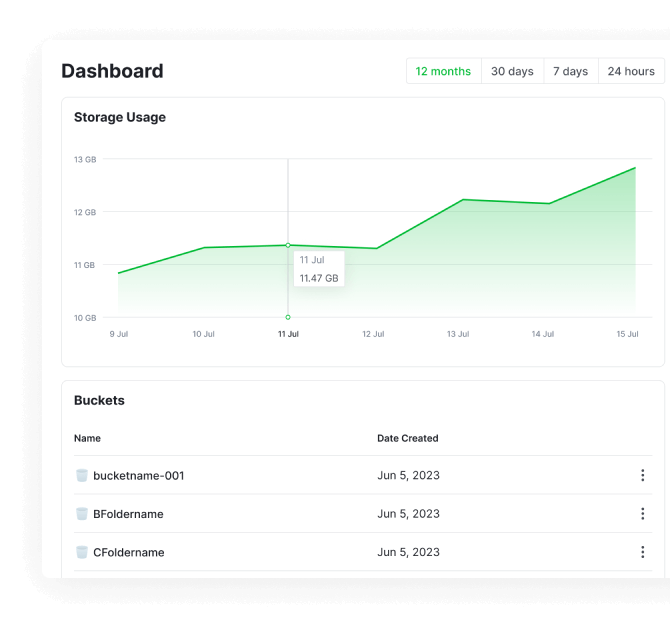 Dashboard
12 months 30 days 7 days 24 hours
Storage Usage
13 GB
12 GB
11 GB
11 Jul
11.47 GB
10 GB
9 Jul 10 Jul 11 Jul 12 Jul 13 Jul 14 Jul 15 Jul
Buckets
Name Date Created
bucketname-001 Jun 5, 2023
BFoldername Jun 5, 2023
CFoldername Jun 5, 2023